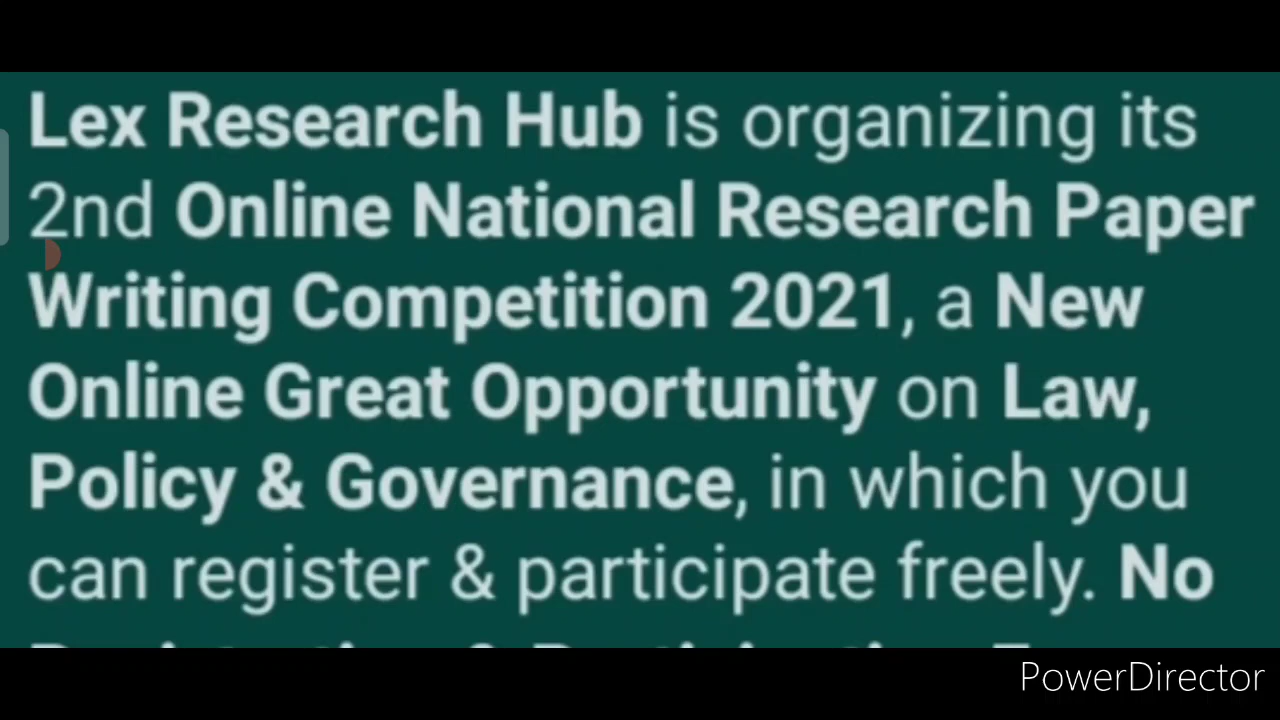 Lex Research Hub is organizing its
2nd Online National Research Paper
Writing Competition 2021, a New
Online Great Opportunity on Law,
Policy & Governance, in which you
can register & participate freely. No
PowerDirector